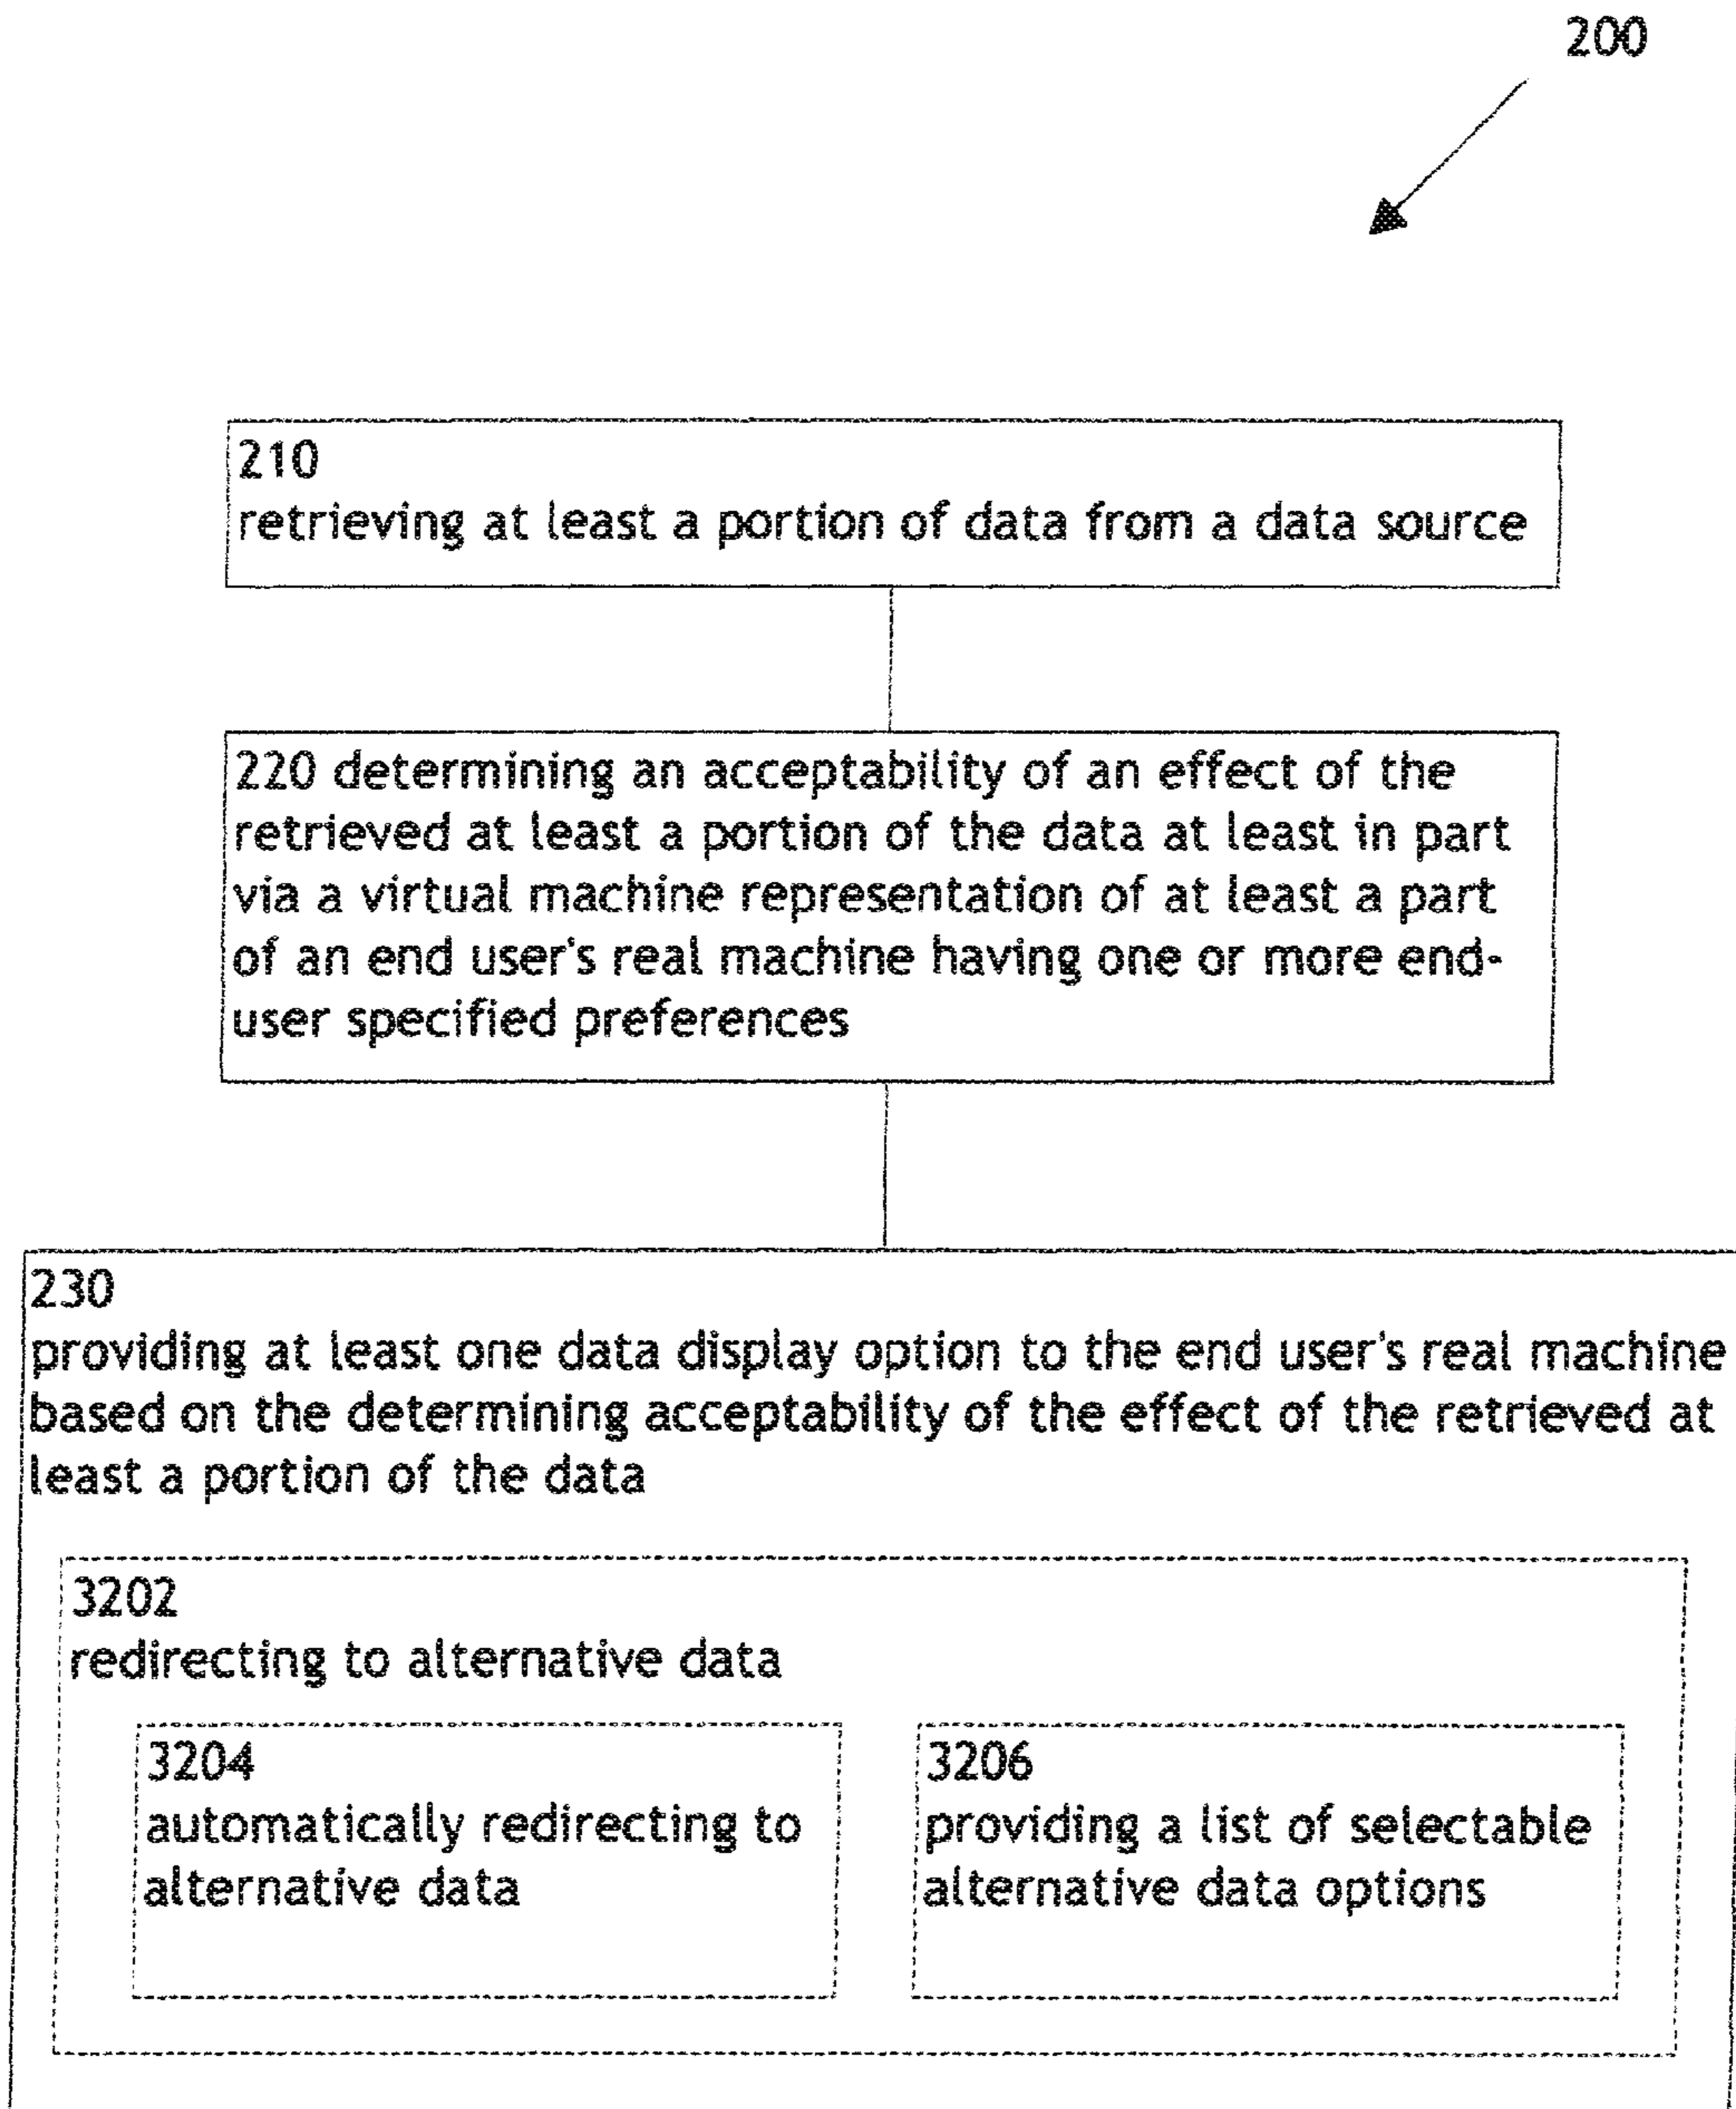 200
210
retrieving at least a portion of data from a data source
220 determining an acceptability of an effect of the
retrieved at least a portion of the data at least in part
via a virtual machine representation of at least a part
of an end user's real machine having one or more end-
user specified preferences
230
providing at least one data display option to the end user's real machine
based on the determining acceptability of the effect of the retrieved at
least a portion of the data
3202
redirecting to alternative data
3204
automatically redirecting to
alternative data
3206
providing a list of selectable
alternative data options